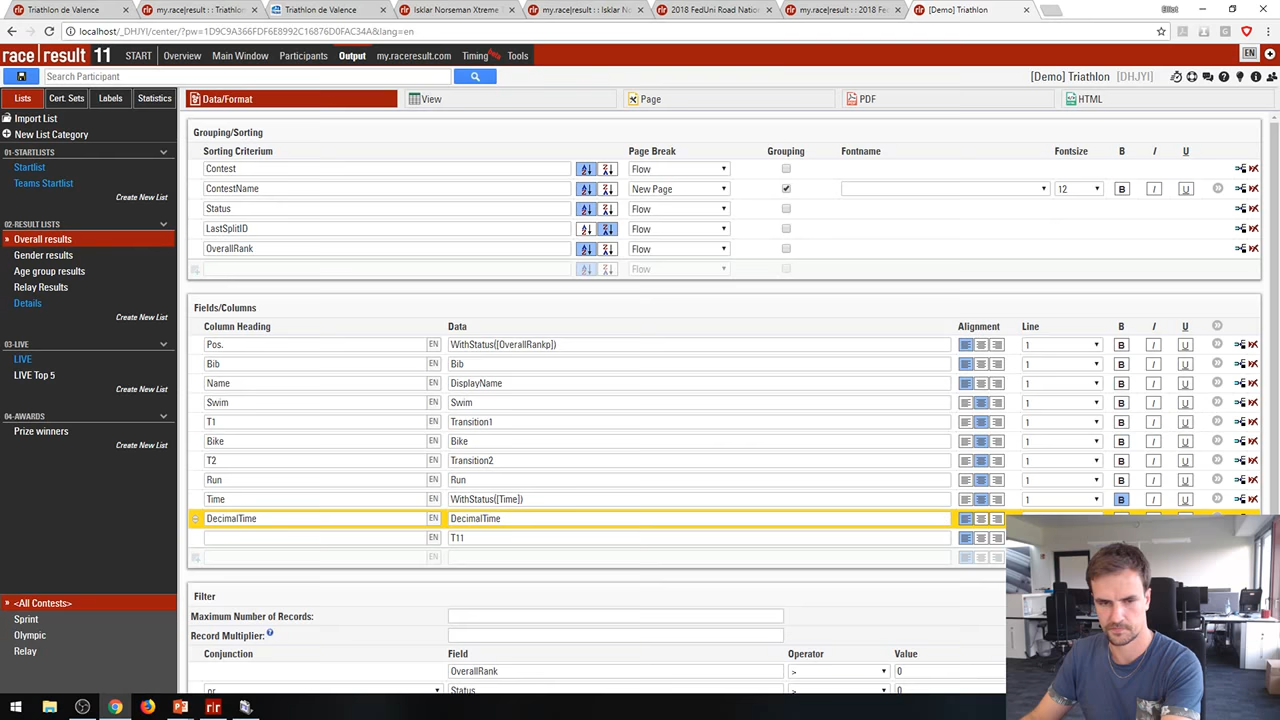 Triathlon de Valence
my.race|result : : Triathlon
Triathlon de Valence
Isklar Norseman Xtreme
my.race|result : : Isklar No
2018 FedUni Road Nation
my.race|result : : 2018 Fed
[Demo] Triathlon
Elliot
localhost/_DHJYI/center/?pw=1D9C9A366FDF6E8992C16876D0FAC34A&lang=en
race|result 11
START
Overview
Main Window
Participants
Output
my.raceresult.com
Timing
Tools
EN
Search Participant
[Demo] Triathlon [DHJYI]
Lists
Cert. Sets
Labels
Statistics
Data/Format
View
Page
PDF
HTML
Import List
New List Category
01-STARTLISTS
Startlist
Teams Startlist
Create New List
02-RESULT LISTS
» Overall results
Gender results
Age group results
Relay Results
Details
Create New List
03-LIVE
LIVE
LIVE Top 5
Create New List
04-AWARDS
Prize winners
Create New List
» <All Contests>
Sprint
Olympic
Relay
Grouping/Sorting
Sorting Criterium Page Break Grouping Fontname Fontsize B I U
Contest Flow
ContestName New Page 12 B I U
Status Flow
LastSplitID Flow
OverallRank Flow
Flow
Fields/Columns
Column Heading Data Alignment Line B I U
Pos. EN WithStatus([OverallRankp]) 1 B I U
Bib EN Bib 1 B I U
Name EN DisplayName 1 B I U
Swim EN Swim 1 B I U
T1 EN Transition1 1 B I U
Bike EN Bike 1 B I U
T2 EN Transition2 1 B I U
Run EN Run 1 B I U
Time EN WithStatus([Time]) 1 B I U
DecimalTime EN DecimalTime
EN T11
EN
Filter
Maximum Number of Records:
Record Multiplier: ?
Conjunction Field Operator Value
OverallRank > 0
or Status > 0